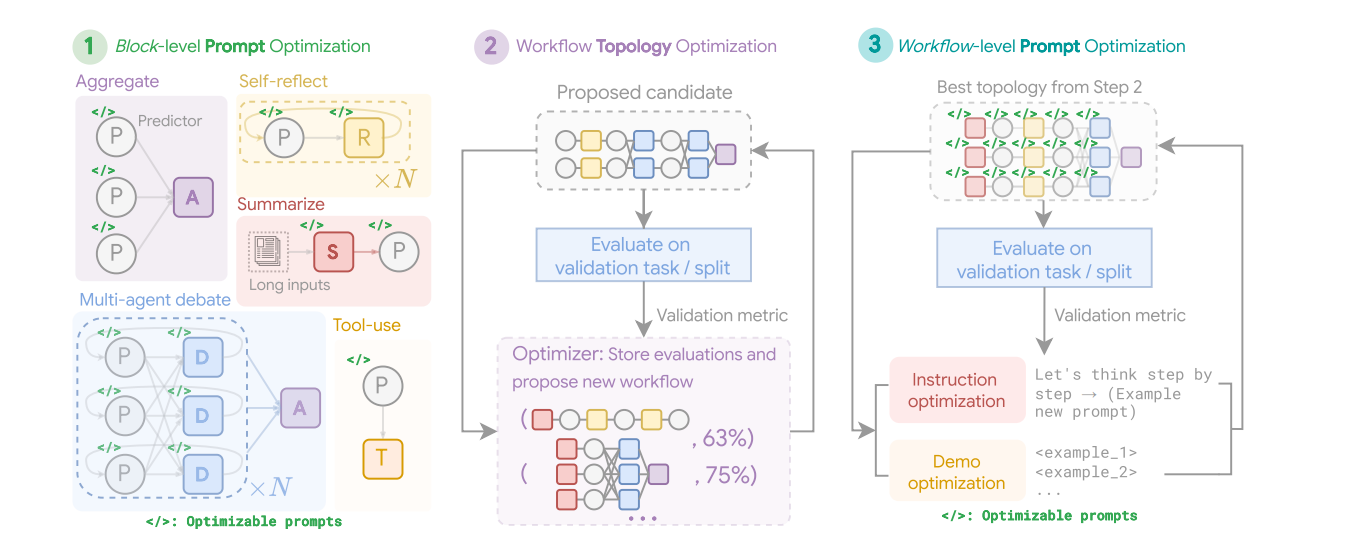 1 Block-level Prompt Optimization
Aggregate
</>
P
Predictor
</>
P
A
</>
P
Self-reflect
</> </>
P R
×N
Summarize
</> </>
S P
Long inputs
Multi-agent debate
</> </>
P D
</> </>
P D
A
</> </>
P D
×N
Tool-use
</>
P
T
</>: Optimizable prompts
2 Workflow Topology Optimization
Proposed candidate
Evaluate on
validation task / split
Validation metric
Optimizer: Store evaluations and
propose new workflow
( , 63%)
( , 75%)
...
3 Workflow-level Prompt Optimization
Best topology from Step 2
</> </> </> </> </>
</> </> </> </> </>
</> </> </> </> </>
Evaluate on
validation task / split
Validation metric
Instruction
optimization
Let's think step by
step → (Example
new prompt)
Demo
optimization
<example_1>
<example_2>
...
</>: Optimizable prompts